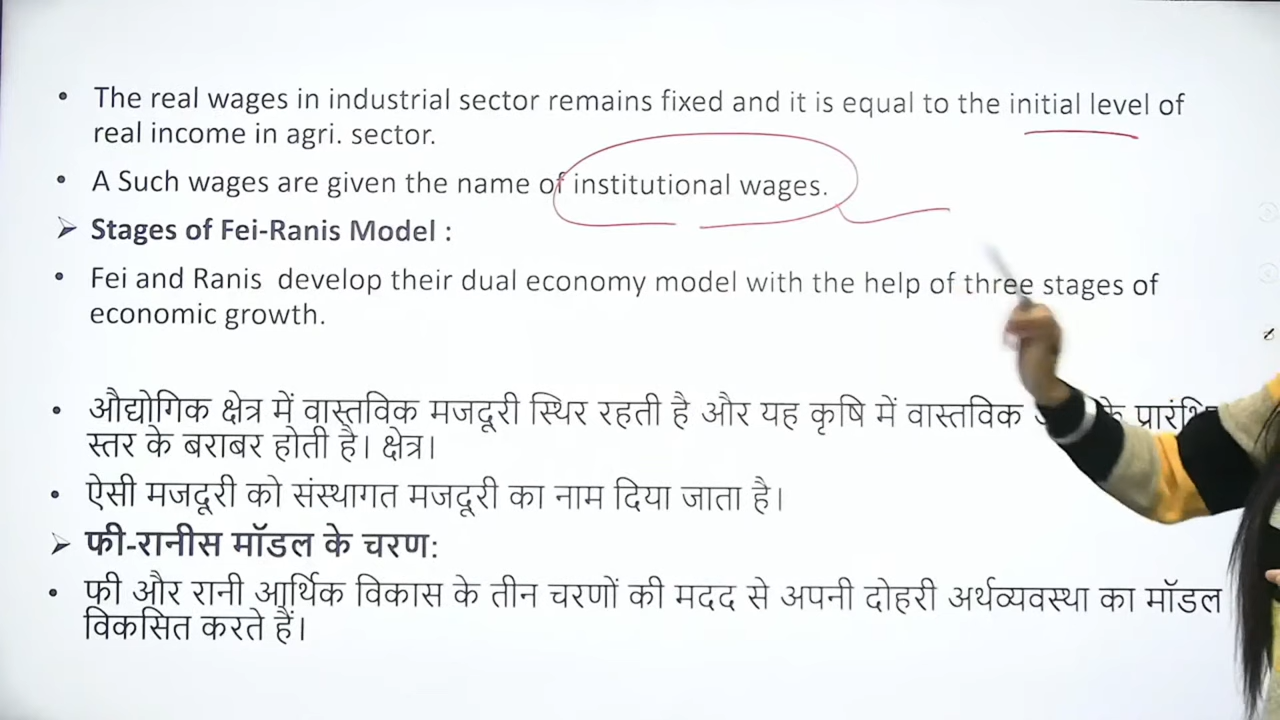 • The real wages in industrial sector remains fixed and it is equal to the initial level of
real income in agri. sector.
• A Such wages are given the name of institutional wages.
➢ Stages of Fei-Ranis Model :
• Fei and Ranis develop their dual economy model with the help of three stages of
economic growth.
• औद्योगिक क्षेत्र में वास्तविक मजदूरी स्थिर रहती है और यह कृषि में वास्तविक
स्तर के बराबर होती है। क्षेत्र।
• ऐसी मजदूरी को संस्थागत मजदूरी का नाम दिया जाता है।
➢ फी-रानीस मॉडल के चरण:
• फी और रानी आर्थिक विकास के तीन चरणों की मदद से अपनी दोहरी अर्थव्यवस्था का मॉडल
विकसित करते हैं।